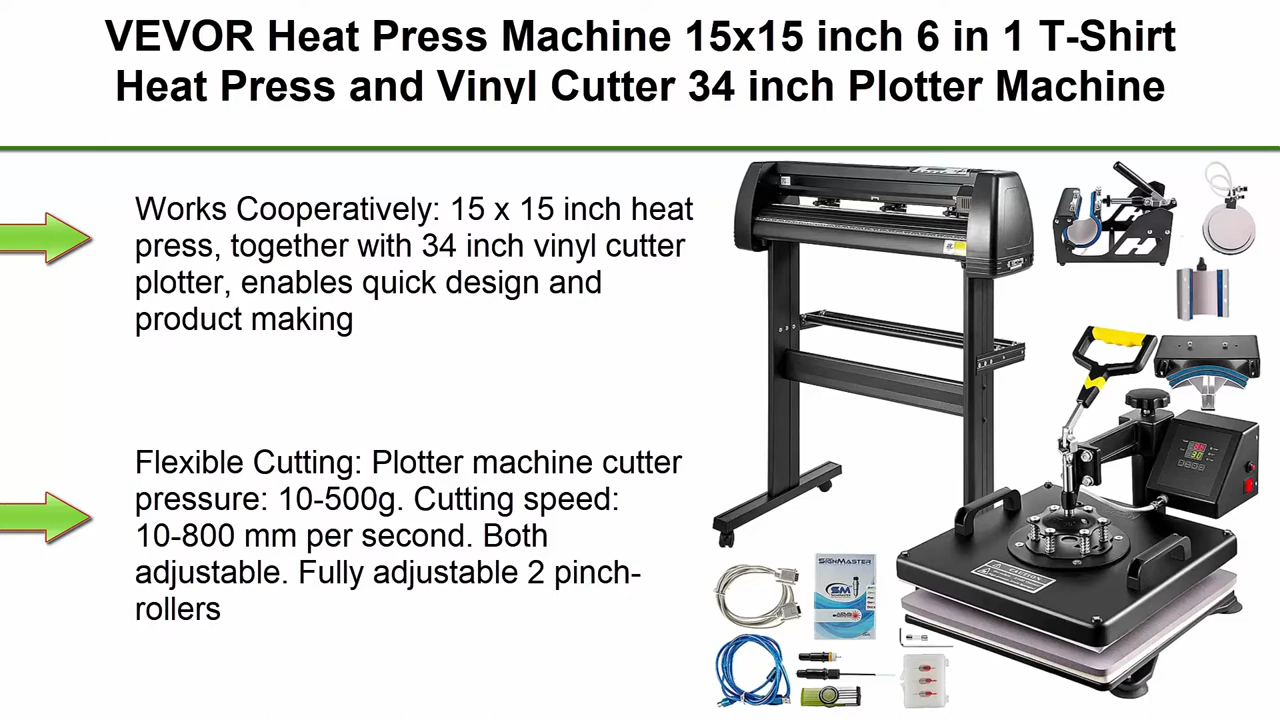 VEVOR Heat Press Machine 15x15 inch 6 in 1 T-Shirt
Heat Press and Vinyl Cutter 34 inch Plotter Machine
Works Cooperatively: 15 x 15 inch heat
press, together with 34 inch vinyl cutter
plotter, enables quick design and
product making
Flexible Cutting: Plotter machine cutter
pressure: 10-500g. Cutting speed:
10-800 mm per second. Both
adjustable. Fully adjustable 2 pinch-
rollers
SIGNMASTER
SM
CAUTION